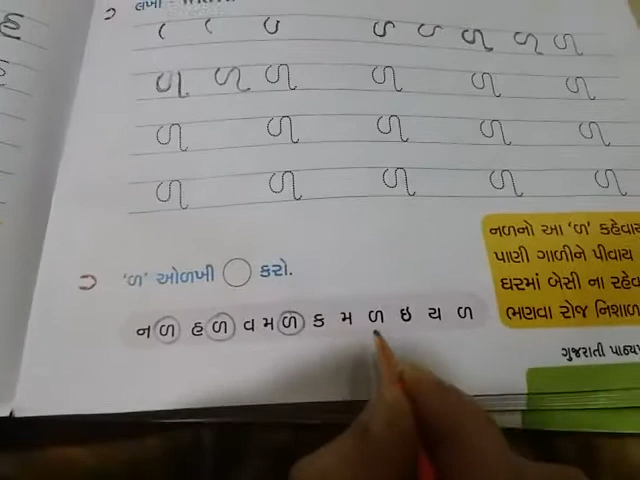 ળ ળ ળ
ળ ળ ળ ળ ળ ળ
ળ ળ ળ ળ ળ
ળ ળ ળ ળ ળ
'ળ' ઓળખી ◯ કરો.
ન ળ હ ળ વ મ ળ ક મ ળ છ ય ળ
નળનો આ 'ળ' કહેવાય
પાણી ગાળીને પીવાય
ઘરમાં બેસી ના રહેવ
ભણવા રોજ નિશાળ
ગુજરાતી